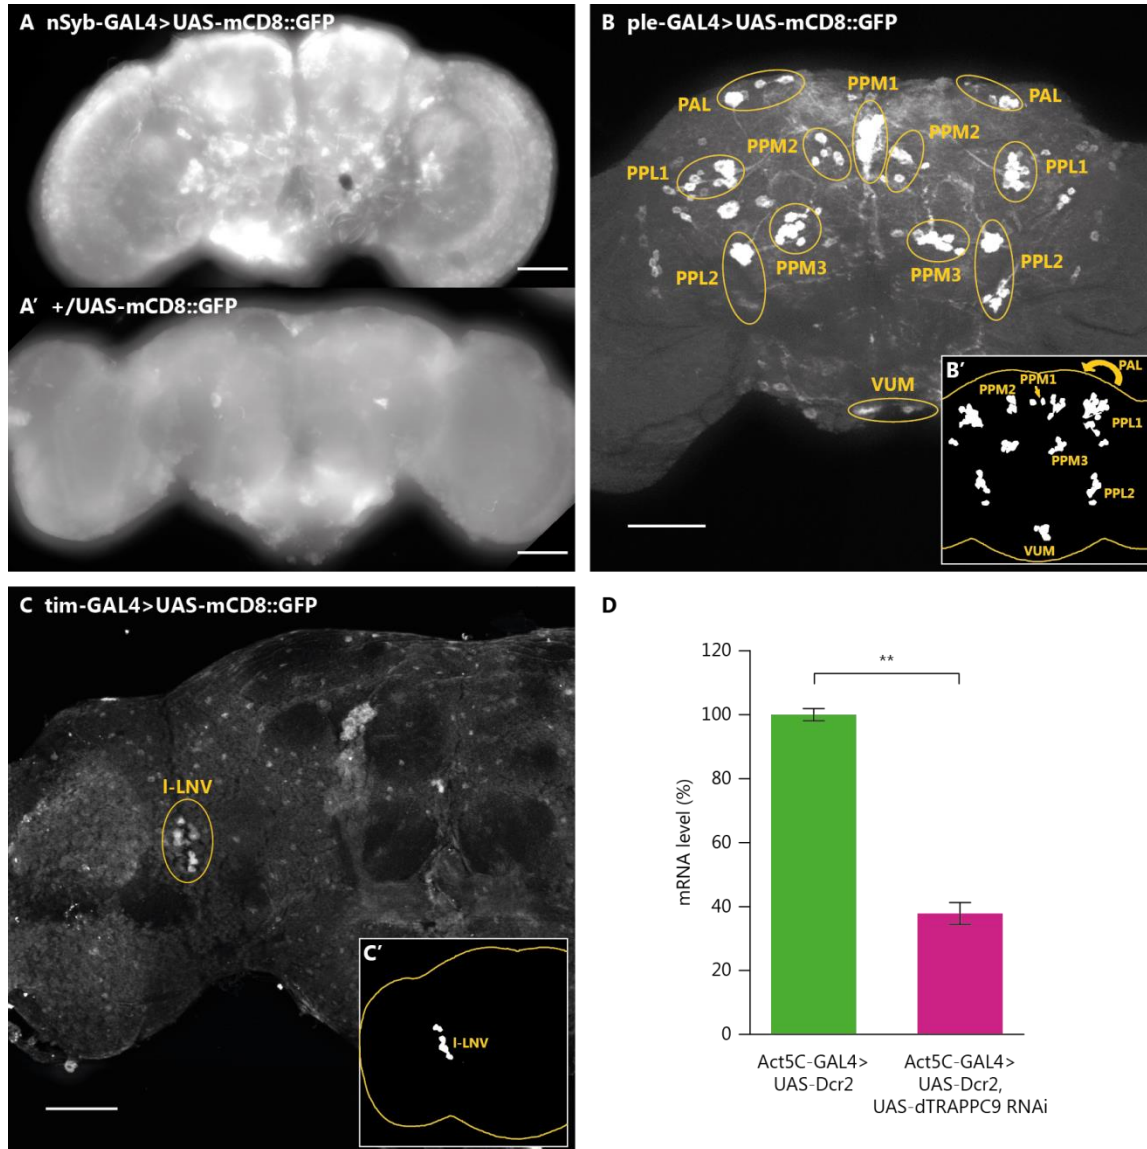 A nSyb-GAL4>UAS-mCD8::GFP
A' +/UAS-mCD8::GFP
B ple-GAL4>UAS-mCD8::GFP
PAL
PPM1
PAL
PPM2
PPM2
PPL1
PPL1
PPM3
PPM3
PPL2
PPL2
VUM
B'
PAL
PPM1
PPM2
PPL1
PPM3
PPL2
VUM
C tim-GAL4>UAS-mCD8::GFP
l-LNV
C'
l-LNV
D
**
120
100
80
60
40
20
0
mRNA level (%)
Act5C-GAL4>
UAS-Dcr2
Act5C-GAL4>
UAS-Dcr2,
UAS-dTRAPPC9 RNAi